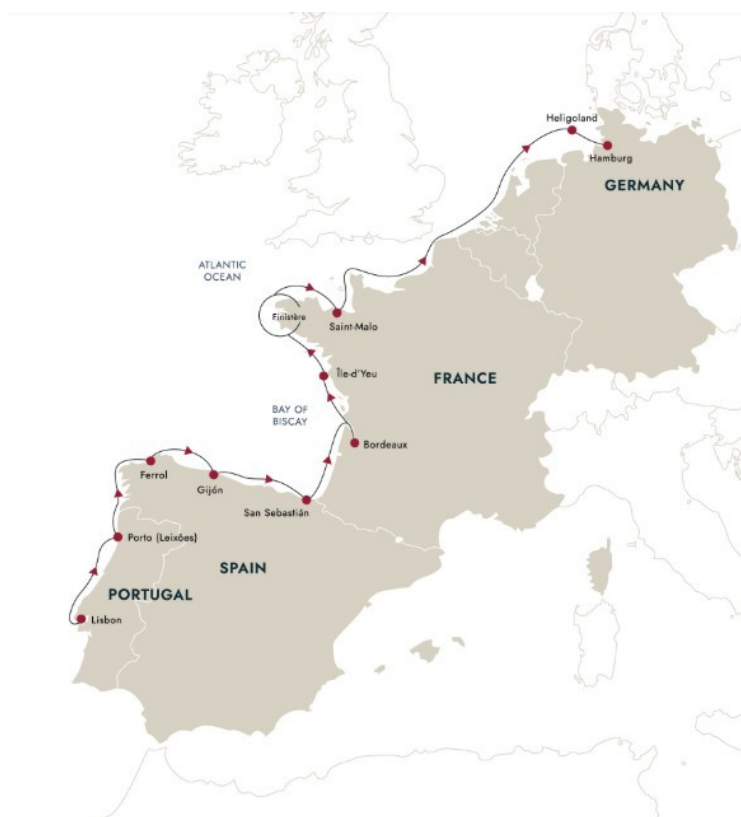 Heligoland
Hamburg
GERMANY
ATLANTIC
OCEAN
Finistère
Saint-Malo
Île-d'Yeu
FRANCE
BAY OF
BISCAY
Bordeaux
Ferrol
Gijón
San Sebastián
Porto (Leixões)
SPAIN
PORTUGAL
Lisbon